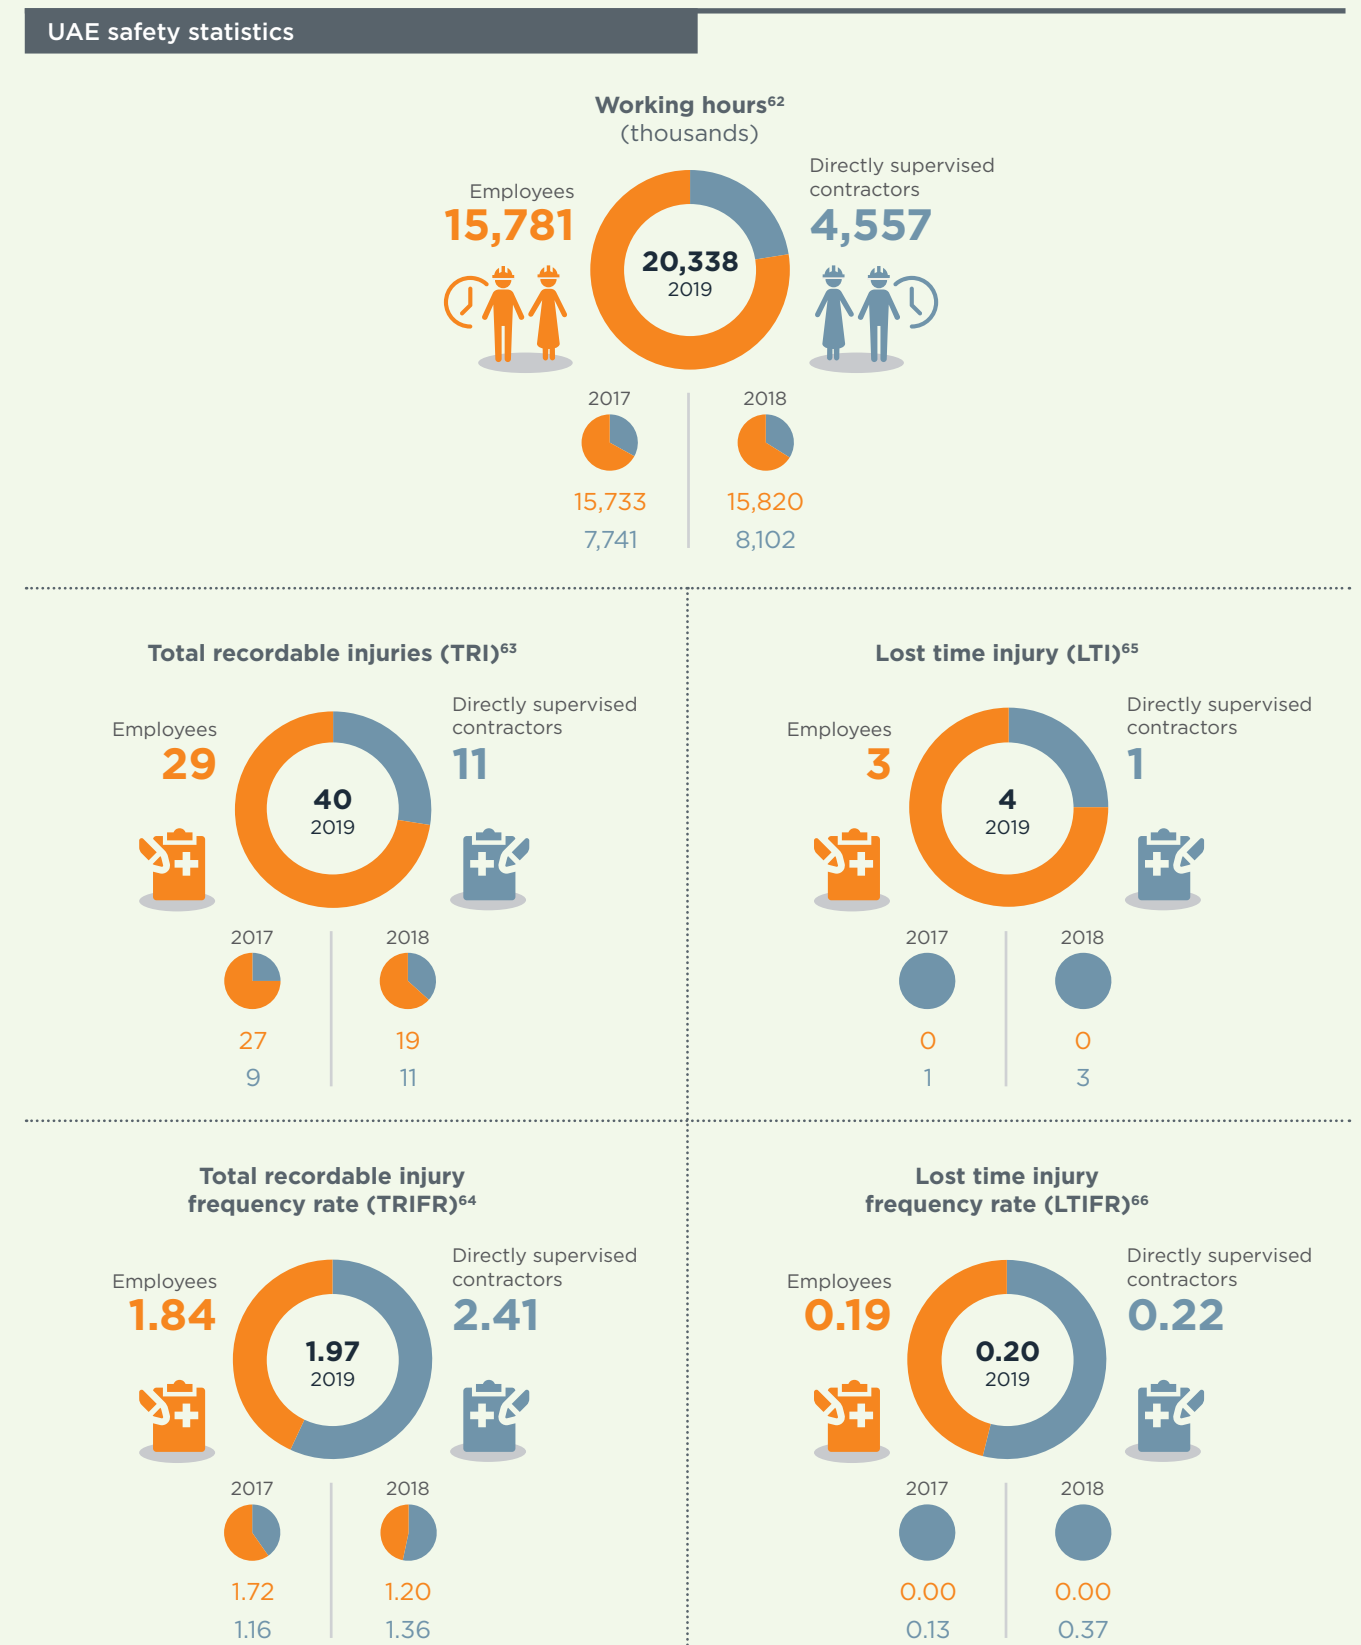 UAE safety statistics
Working hours62
(thousands)
Employees
15,781
20,338
2019
Directly supervised
contractors
4,557
2017
15,733
7,741
2018
15,820
8,102
Total recordable injuries (TRI)63
Employees
29
40
2019
Directly supervised
contractors
11
2017
27
9
2018
19
11
Lost time injury (LTI)65
Employees
3
4
2019
Directly supervised
contractors
1
2017
0
1
2018
0
3
Total recordable injury
frequency rate (TRIFR)64
Employees
1.84
1.97
2019
Directly supervised
contractors
2.41
2017
1.72
1.16
2018
1.20
1.36
Lost time injury
frequency rate (LTIFR)66
Employees
0.19
0.20
2019
Directly supervised
contractors
0.22
2017
0.00
0.13
2018
0.00
0.37